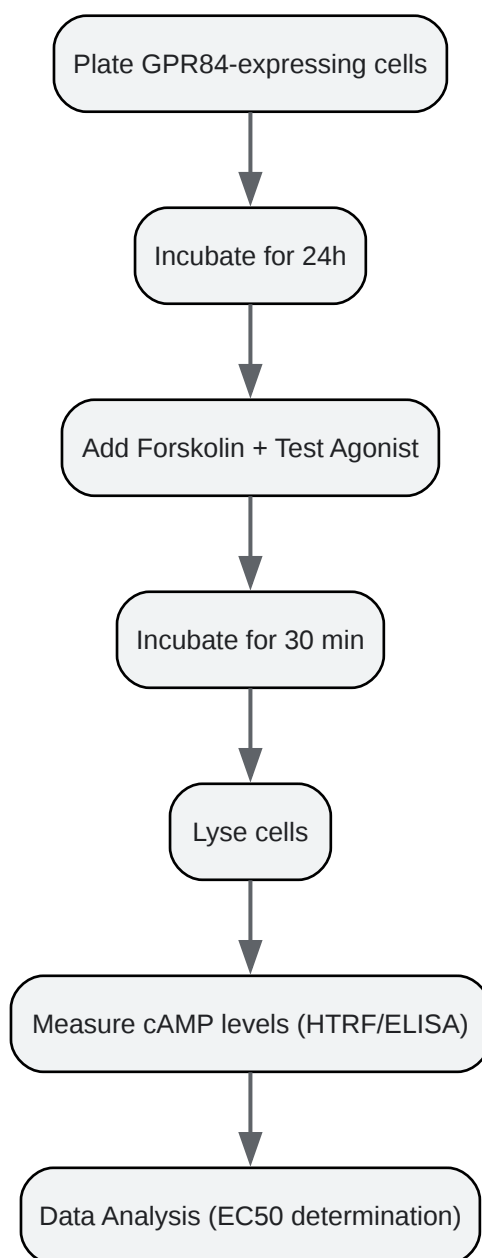 Plate GPR84-expressing cells
Incubate for 24h
Add Forskolin + Test Agonist
Incubate for 30 min
Lyse cells
Measure cAMP levels (HTRF/ELISA)
Data Analysis (EC50 determination)